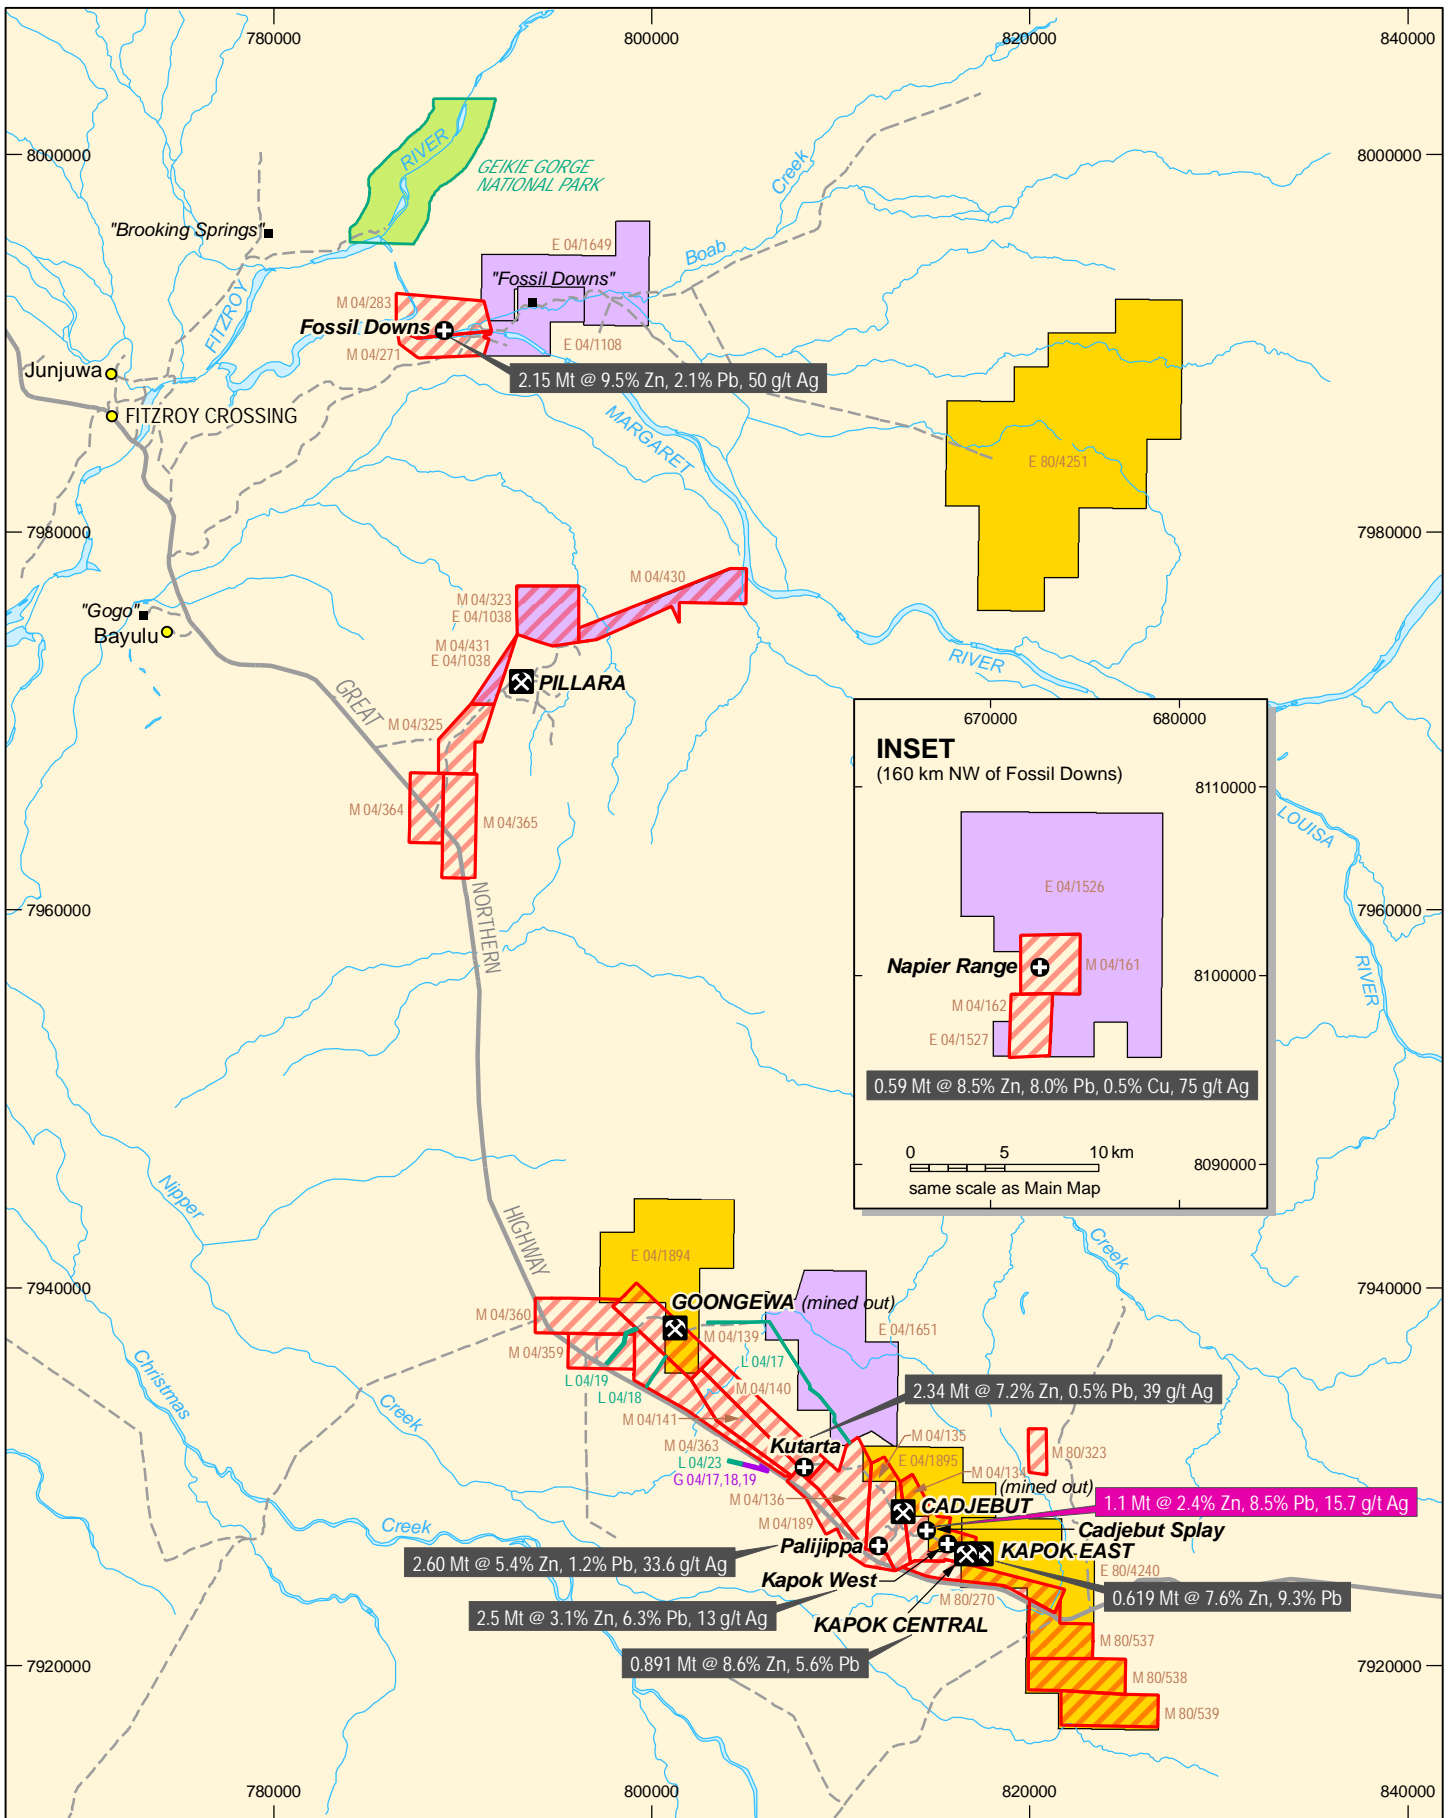 780000
800000
820000
840000
8000000
8000000
RIVER
GEIKIE GORGE
NATIONAL PARK
Creek
"Brooking Springs"
E 04/1649
Boab
"Fossil Downs"
FITZROY
M 04/283
Fossil Downs
M 04/271
E 04/1108
Junjuwa
2.15 Mt @ 9.5% Zn, 2.1% Pb, 50 g/t Ag
FITZROY CROSSING
MARGARET
E 80/4251
7980000
7980000
M 04/430
M 04/323
E 04/1038
"Gogo"
Bayulu
M 04/431
E 04/1038
RIVER
PILLARA
GREAT
M 04/325
M 04/364
M 04/365
670000
680000
INSET
(160 km NW of Fossil Downs)
8110000
LOUISA
E 04/1526
7960000
7960000
NORTHERN
Napier Range
M 04/161
8100000
RIVER
M 04/162
E 04/1527
0.59 Mt @ 8.5% Zn, 8.0% Pb, 0.5% Cu, 75 g/t Ag
0
5
10 km
8090000
same scale as Main Map
Nipper
HIGHWAY
Creek
E 04/1894
7940000
7940000
GOONGEWA (mined out)
M 04/360
M 04/139
E 04/1651
M 04/359
L 04/17
Christmas
L 04/19
L 04/18
M 04/140
2.34 Mt @ 7.2% Zn, 0.5% Pb, 39 g/t Ag
Creek
M 04/141
M 04/135
M 04/363
Kutarta
M 80/323
L 04/23
E 04/1895
G 04/17,18,19
M 04/134
(mined out)
M 04/136
1.1 Mt @ 2.4% Zn, 8.5% Pb, 15.7 g/t Ag
CADJEBUT
M 04/189
Creek
Cadjebut Splay
Palijippa
KAPOK EAST
2.60 Mt @ 5.4% Zn, 1.2% Pb, 33.6 g/t Ag
E 80/4240
Kapok West
M 80/270
0.619 Mt @ 7.6% Zn, 9.3% Pb
2.5 Mt @ 3.1% Zn, 6.3% Pb, 13 g/t Ag
KAPOK CENTRAL
M 80/537
0.891 Mt @ 8.6% Zn, 5.6% Pb
7920000
7920000
M 80/538
M 80/539
780000
800000
820000
840000